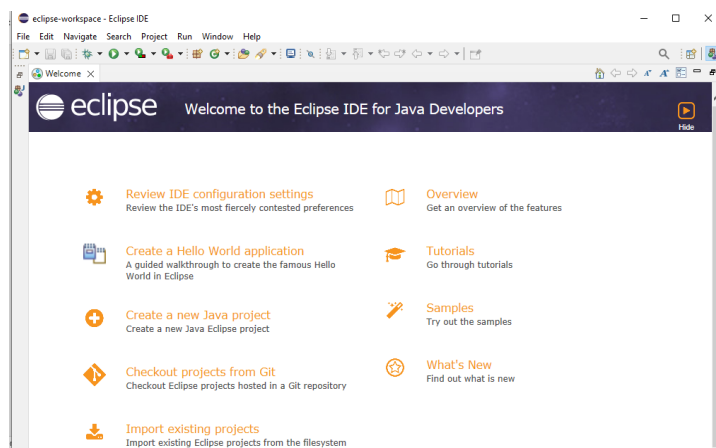 eclipse-workspace - Eclipse IDE
File Edit Navigate Search Project Run Window Help
Welcome
eclipse Welcome to the Eclipse IDE for Java Developers
Hide
Review IDE configuration settings
Review the IDE's most fiercely contested preferences
Overview
Get an overview of the features
Create a Hello World application
A guided walkthrough to create the famous Hello
World in Eclipse
Tutorials
Go through tutorials
Create a new Java project
Create a new Java Eclipse project
Samples
Try out the samples
Checkout projects from Git
Checkout Eclipse projects hosted in a Git repository
What's New
Find out what is new
Import existing projects
Import existing Eclipse projects from the filesystem